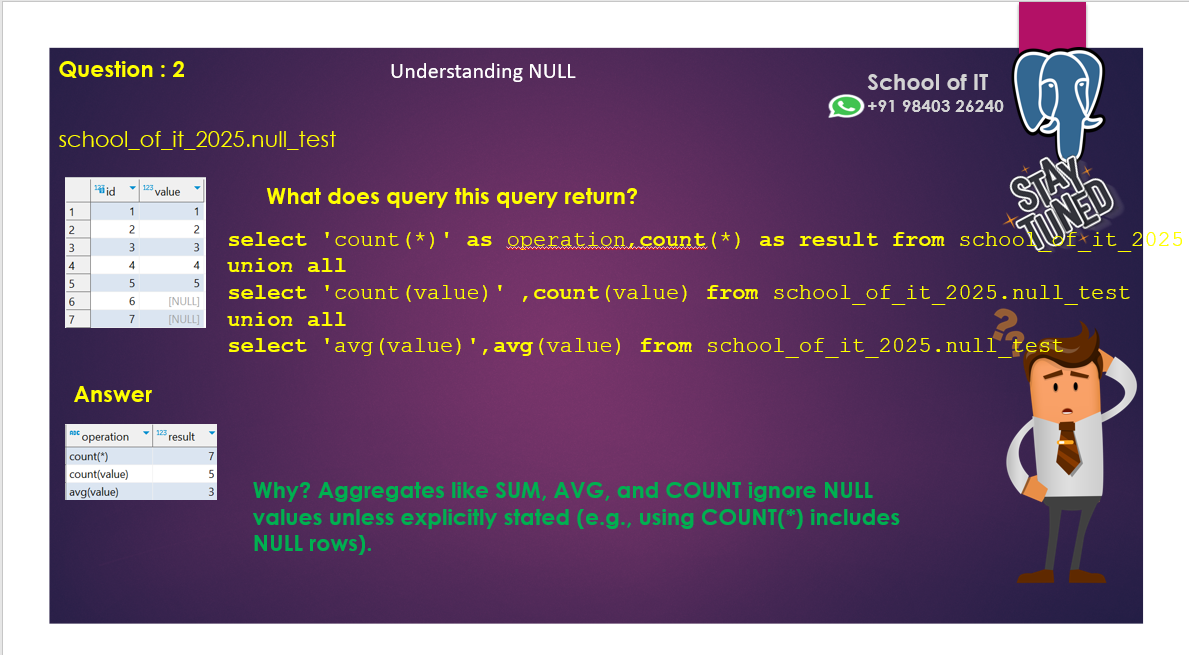 Question : 2
Understanding NULL
School of IT
+91 98403 26240
school_of_it_2025.null_test
STAY
TUNED
123 id 123 value
1 1 1
2 2 2
3 3 3
4 4 4
5 5 5
6 6 [NULL]
7 7 [NULL]
What does query this query return?
select 'count(*)' as operation,count(*) as result from school_of_it_2025
union all
select 'count(value)' ,count(value) from school_of_it_2025.null_test
union all
select 'avg(value)',avg(value) from school_of_it_2025.null_test
??
Answer
ABC operation 123 result
count(*) 7
count(value) 5
avg(value) 3
Why? Aggregates like SUM, AVG, and COUNT ignore NULL
values unless explicitly stated (e.g., using COUNT(*) includes
NULL rows).